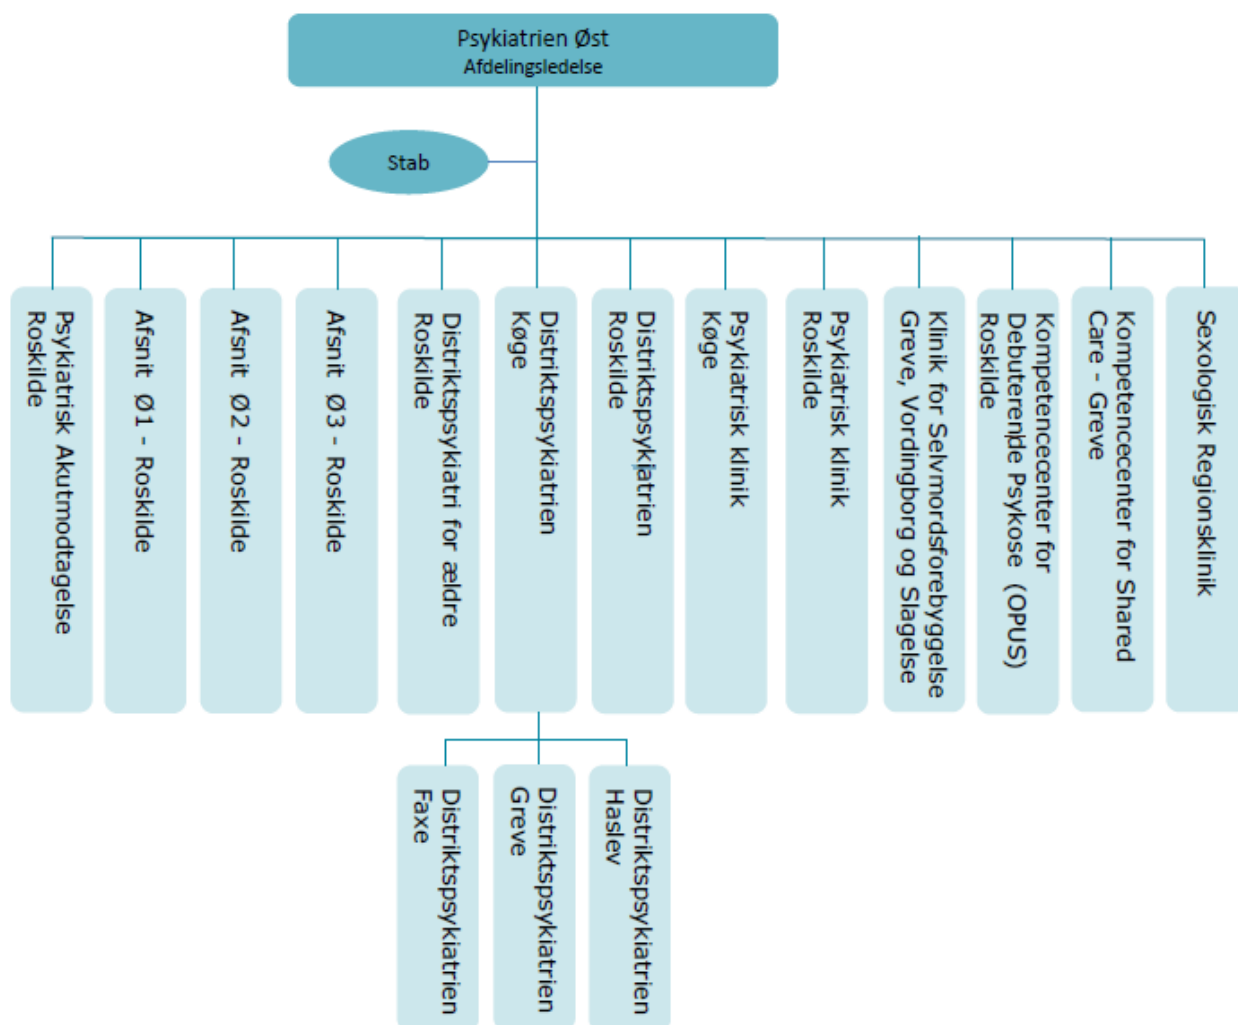 Psykiatrien Øst
Afdelingsledelse
Stab
Psykiatrisk Akutmodtagelse
Roskilde
Afsnit Ø1 - Roskilde
Afsnit Ø2 - Roskilde
Afsnit Ø3 - Roskilde
Distriktspsykiatri for ældre
Roskilde
Distriktspsykiatrien
Køge
Distriktspsykiatrien
Roskilde
Psykiatrisk klinik
Køge
Psykiatrisk klinik
Roskilde
Klinik for Selvmordsforebyggelse
Greve, Vordingborg og Slagelse
Kompetencecenter for
Debuterende Psykose (OPUS)
Roskilde
Kompetencecenter for Shared
Care - Greve
Sexologisk Regionsklinik
Distriktspsykiatrien
Faxe
Distriktspsykiatrien
Greve
Distriktspsykiatrien
Haslev